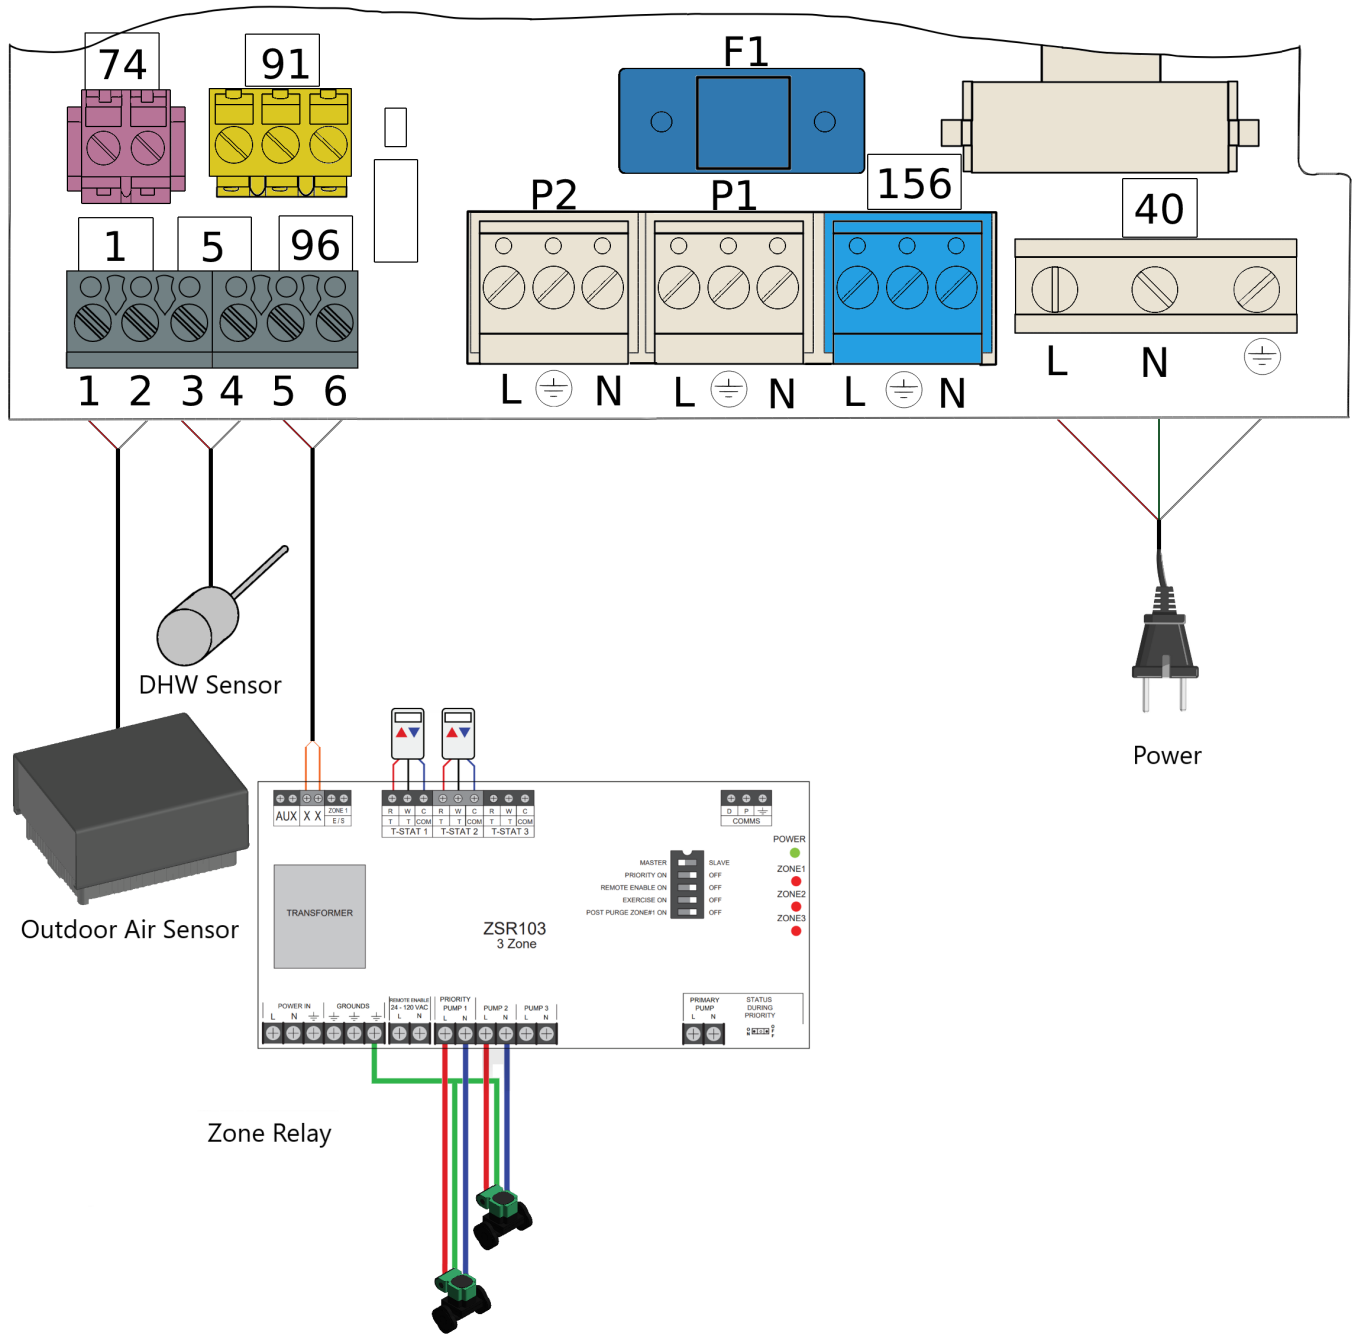 74
91
F1
1
5
96
P2
P1
156
40
1 2 3 4 5 6
L N
L N
L N
L N
DHW Sensor
Outdoor Air Sensor
Power
AUX X X ZONE 1
E / S
R W C R W C R W C
T T COM T T COM T T COM
T-STAT 1 T-STAT 2 T-STAT 3
D P
COMMS
POWER
ZONE1
ZONE2
ZONE3
MASTER SLAVE
PRIORITY ON OFF
REMOTE ENABLE ON OFF
EXERCISE ON OFF
POST PURGE ZONE#1 ON OFF
TRANSFORMER
ZSR103
3 Zone
POWER IN
L N
GROUNDS
REMOTE ENABLE
24 - 120 VAC
L N
PRIORITY
PUMP 1
L N
PUMP 2
L N
PUMP 3
L N
PRIMARY
PUMP
L N
STATUS
DURING
PRIORITY
ON OFF
Zone Relay